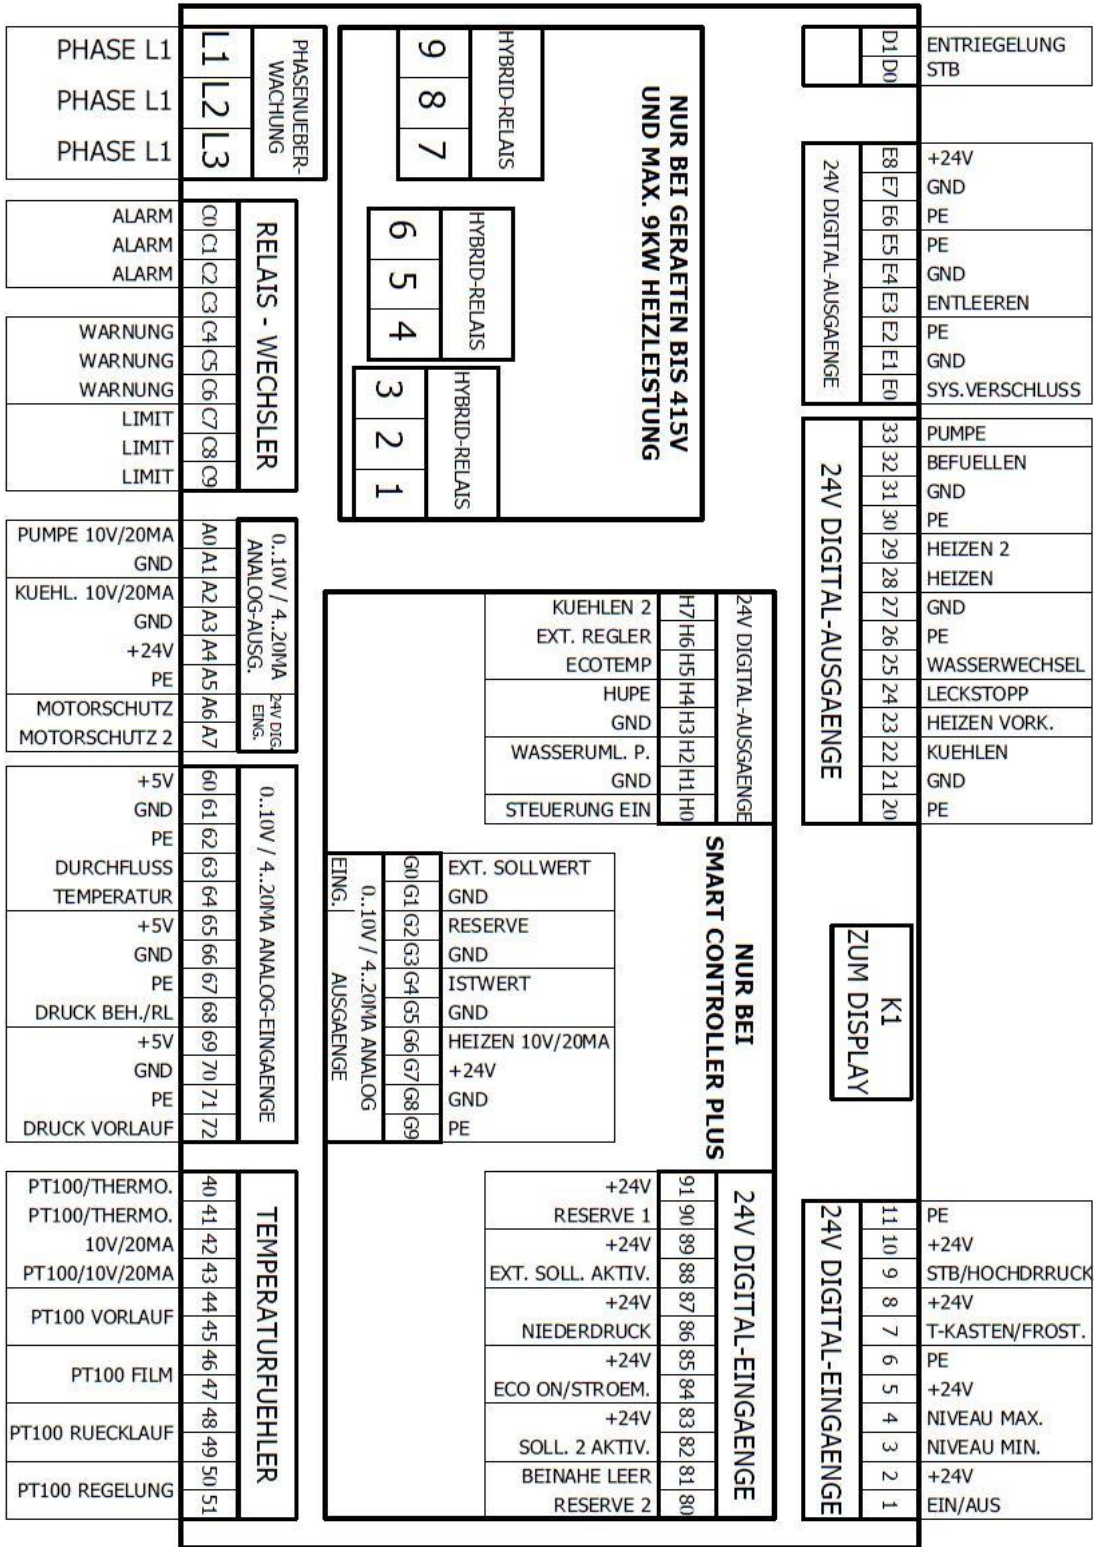 PHASE L1 L1
PHASE L1 L2
PHASE L1 L3
PHASENUEBER-
WACHUNG
ALARM C0
ALARM C1
ALARM C2
C3
WARNUNG C4
WARNUNG C5
WARNUNG C6
LIMIT C7
LIMIT C8
LIMIT C9
RELAIS - WECHSLER
PUMPE 10V/20MA A0
GND A1
KUEHL. 10V/20MA A2
GND A3
+24V A4
PE A5
MOTORSCHUTZ A6
MOTORSCHUTZ 2 A7
0..10V / 4..20MA
ANALOG-AUSG.
24V DIG.
EING.
+5V 60
GND 61
PE 62
DURCHFLUSS 63
TEMPERATUR 64
+5V 65
GND 66
PE 67
DRUCK BEH./RL 68
+5V 69
GND 70
PE 71
DRUCK VORLAUF 72
0..10V / 4..20MA ANALOG-EINGAENGE
PT100/THERMO. 40
PT100/THERMO. 41
10V/20MA 42
PT100/10V/20MA 43
PT100 VORLAUF 44 45
PT100 FILM 46 47
PT100 RUECKLAUF 48 49
PT100 REGELUNG 50 51
TEMPERATURFUEHLER
9 8 7
HYBRID-RELAIS
6 5 4
HYBRID-RELAIS
3 2 1
HYBRID-RELAIS
NUR BEI GERAETEN BIS 415V
UND MAX. 9KW HEIZLEISTUNG
KUEHLEN 2 H7
EXT. REGLER H6
ECOTEMP H5
HUPE H4
GND H3
WASSERUML. P. H2
GND H1
STEUERUNG EIN H0
24V DIGITAL-AUSGAENGE
NUR BEI
SMART CONTROLLER PLUS
G0 EXT. SOLLWERT
G1 GND
G2 RESERVE
G3 GND
G4 ISTWERT
G5 GND
G6 HEIZEN 10V/20MA
G7 +24V
G8 GND
G9 PE
0..10V / 4..20MA ANALOG
EING.
AUSGAENGE
+24V 91
RESERVE 1 90
+24V 89
EXT. SOLL. AKTIV. 88
+24V 87
NIEDERDRUCK 86
+24V 85
ECO ON/STROEM. 84
+24V 83
SOLL. 2 AKTIV. 82
BEINAHE LEER 81
RESERVE 2 80
24V DIGITAL-EINGAENGE
D1 ENTRIEGELUNG
D0 STB
E8 +24V
E7 GND
E6 PE
E5 PE
E4 GND
E3 ENTLEEREN
E2 PE
E1 GND
E0 SYS.VERSCHLUSS
24V DIGITAL-AUSGAENGE
33 PUMPE
32 BEFUELLEN
31 GND
30 PE
29 HEIZEN 2
28 HEIZEN
27 GND
26 PE
25 WASSERWECHSEL
24 LECKSTOPP
23 HEIZEN VORK.
22 KUEHLEN
21 GND
20 PE
24V DIGITAL-AUSGAENGE
K1
ZUM DISPLAY
11 PE
10 +24V
9 STB/HOCHDRRUCK
8 +24V
7 T-KASTEN/FROST.
6 PE
5 +24V
4 NIVEAU MAX.
3 NIVEAU MIN.
2 +24V
1 EIN/AUS
24V DIGITAL-EINGAENGE